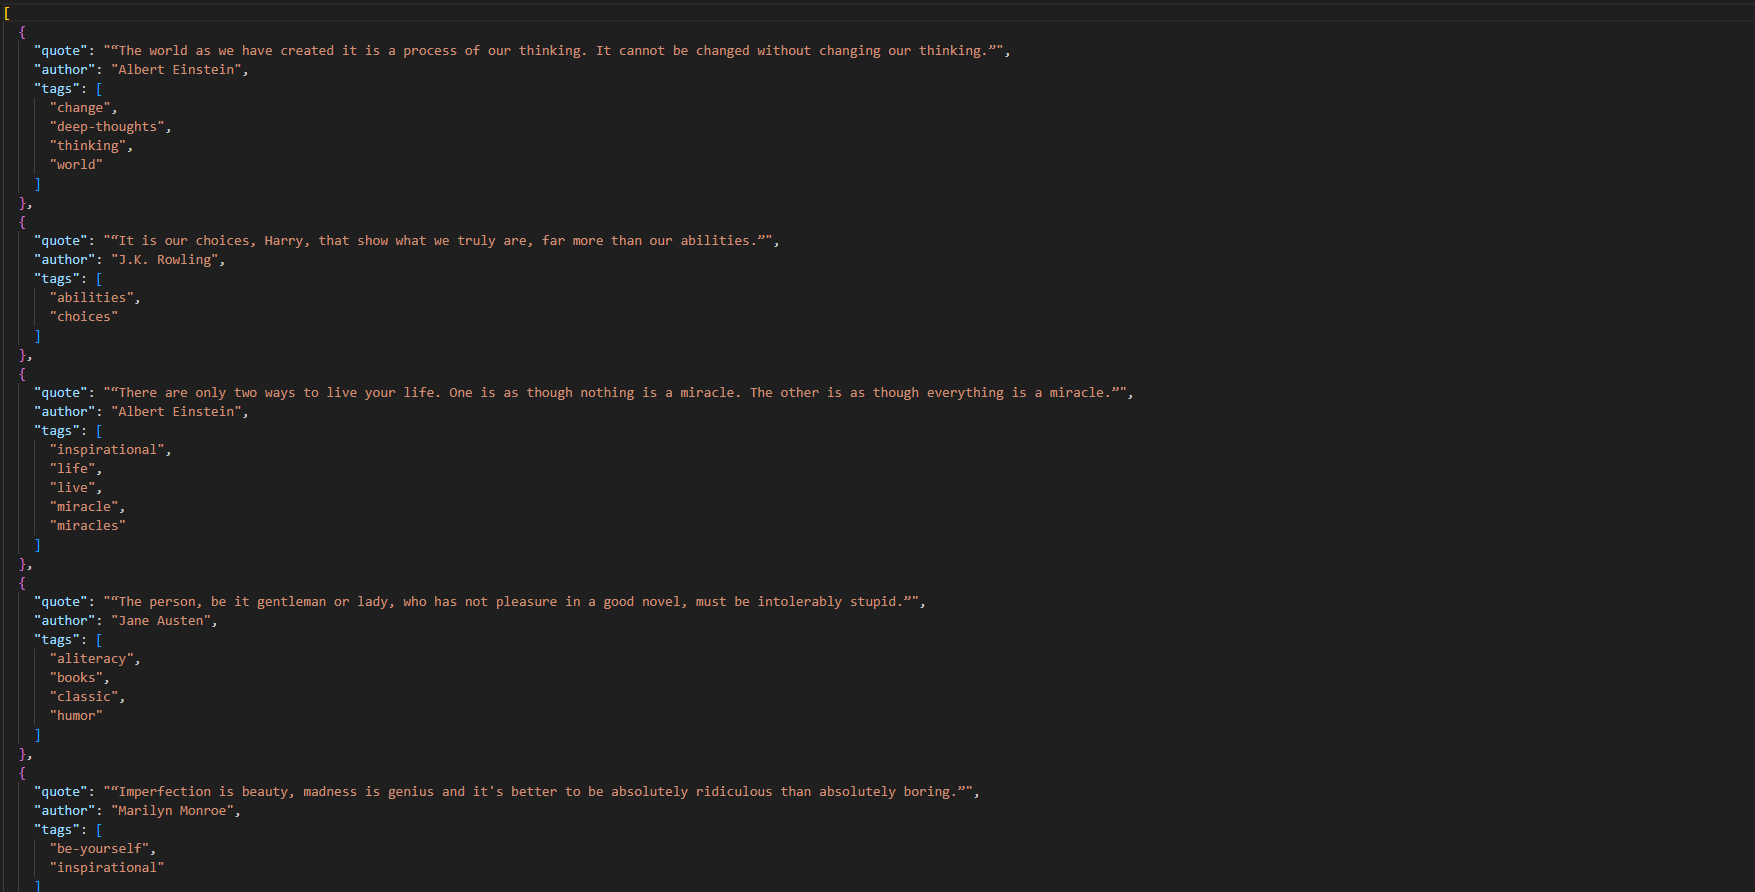 [
{
"quote": "“The world as we have created it is a process of our thinking. It cannot be changed without changing our thinking.”",
"author": "Albert Einstein",
"tags": [
"change",
"deep-thoughts",
"thinking",
"world"
]
},
{
"quote": "“It is our choices, Harry, that show what we truly are, far more than our abilities.”",
"author": "J.K. Rowling",
"tags": [
"abilities",
"choices"
]
},
{
"quote": "“There are only two ways to live your life. One is as though nothing is a miracle. The other is as though everything is a miracle.”",
"author": "Albert Einstein",
"tags": [
"inspirational",
"life",
"live",
"miracle",
"miracles"
]
},
{
"quote": "“The person, be it gentleman or lady, who has not pleasure in a good novel, must be intolerably stupid.”",
"author": "Jane Austen",
"tags": [
"aliteracy",
"books",
"classic",
"humor"
]
},
{
"quote": "“Imperfection is beauty, madness is genius and it's better to be absolutely ridiculous than absolutely boring.”",
"author": "Marilyn Monroe",
"tags": [
"be-yourself",
"inspirational"
]